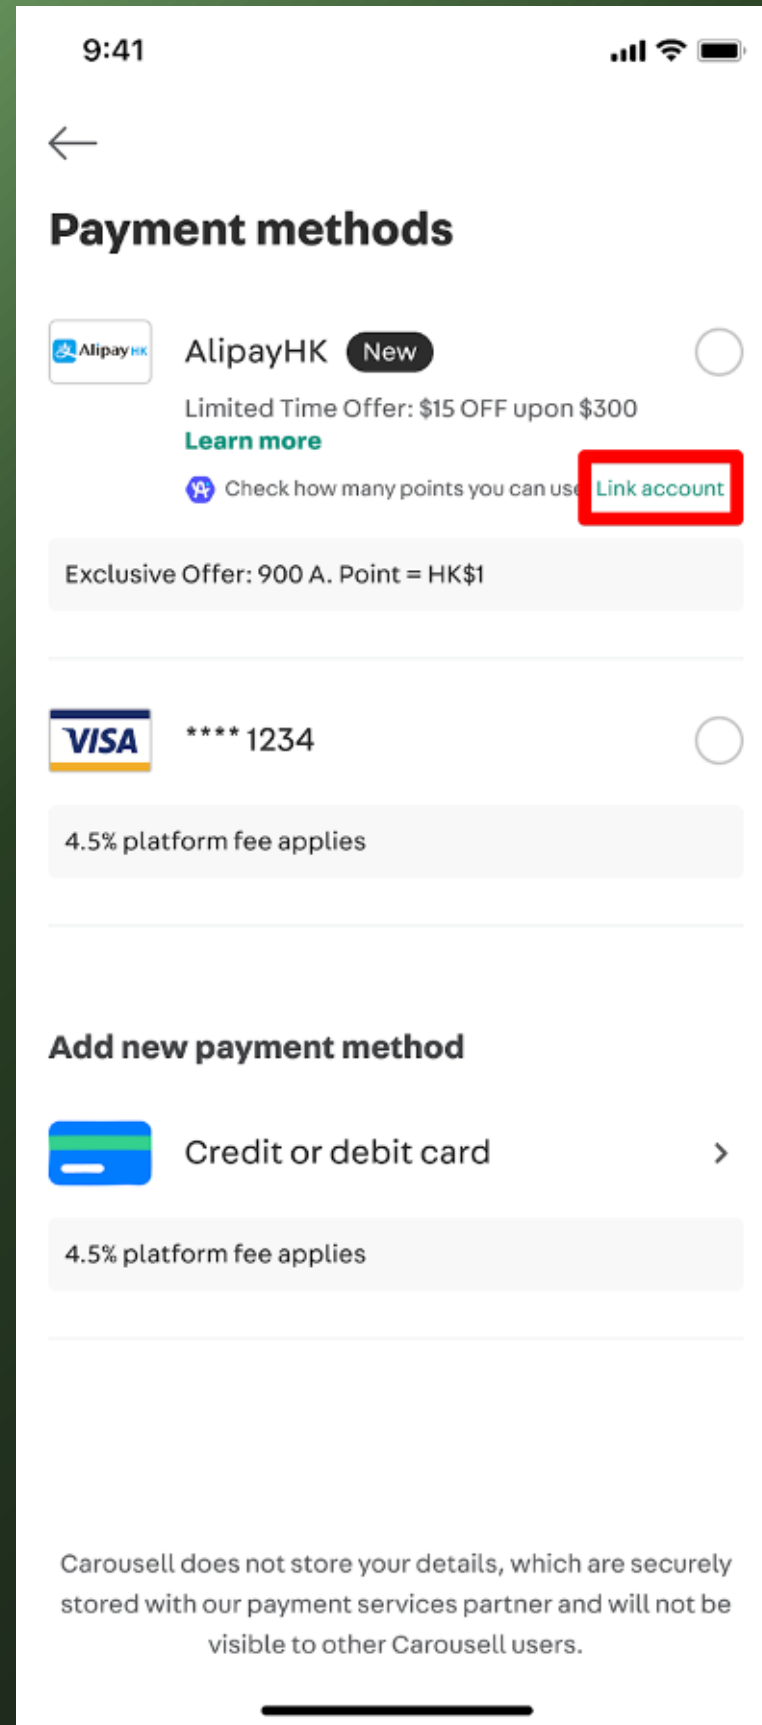 9:41
Payment methods
Alipay HK
AlipayHK New
Limited Time Offer: $15 OFF upon $300
Learn more
Check how many points you can use Link account
Exclusive Offer: 900 A. Point = HK$1
VISA **** 1234
4.5% platform fee applies
Add new payment method
Credit or debit card
4.5% platform fee applies
Carousell does not store your details, which are securely
stored with our payment services partner and will not be
visible to other Carousell users.